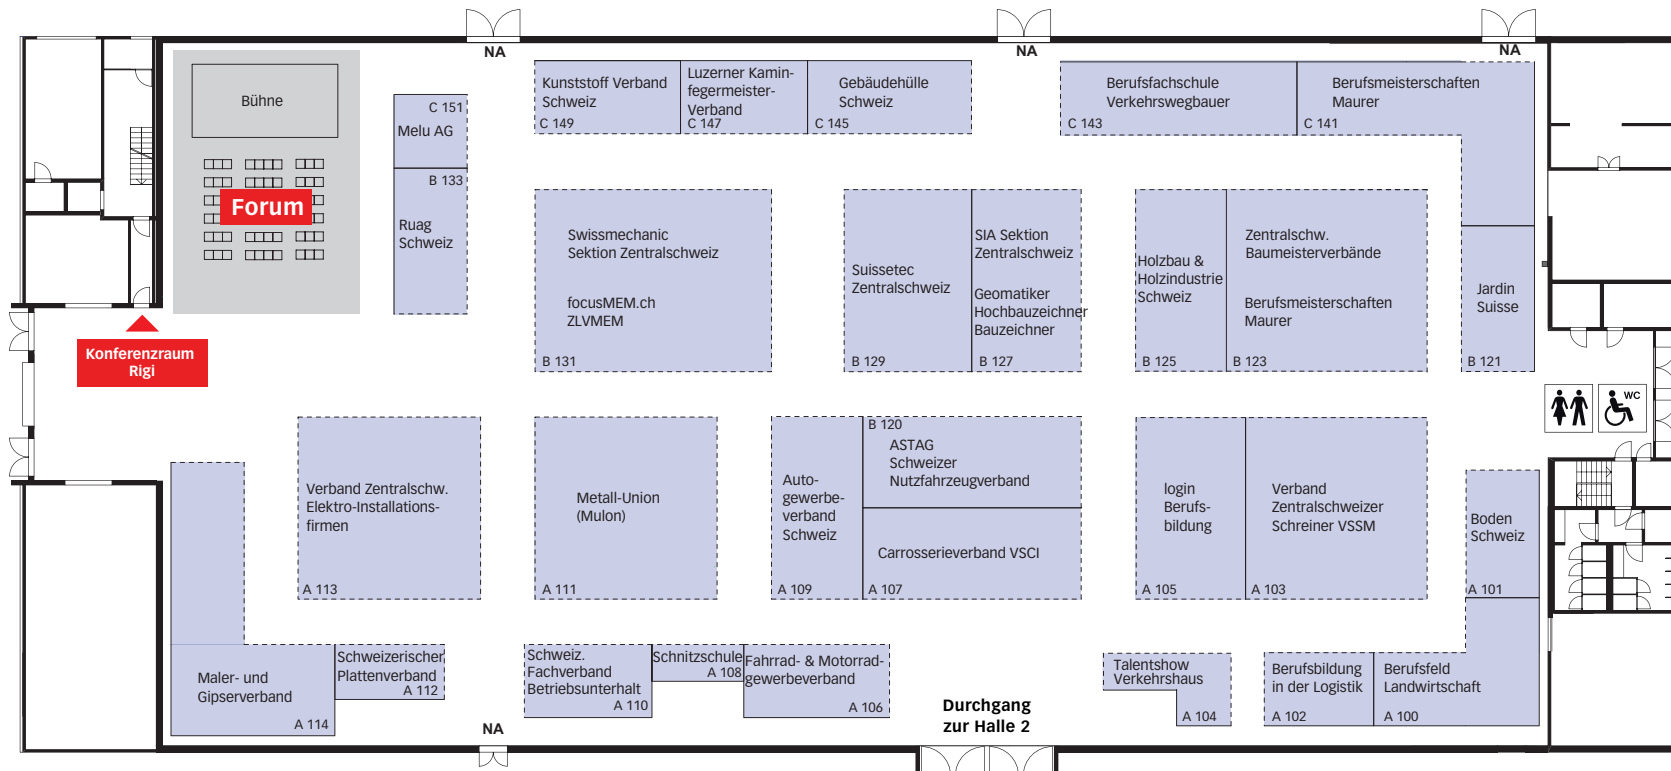 NA
NA
NA
Bühne
Forum
Konferenzraum
Rigi
C 151
Melu AG
B 133
Ruag
Schweiz
Kunststoff Verband
Schweiz
C 149
Luzerner Kamin-
fegermeister-
Verband
C 147
Gebäudehülle
Schweiz
C 145
Berufsfachschule
Verkehrswegbauer
C 143
Berufsmeisterschaften
Maurer
C 141
Swissmechanic
Sektion Zentralschweiz
focusMEM.ch
ZLVMEM
B 131
Suissetec
Zentralschweiz
B 129
SIA Sektion
Zentralschweiz
Geomatiker
Hochbauzeichner
Bauzeichner
B 127
Holzbau &
Holzindustrie
Schweiz
B 125
Zentralschw.
Baumeisterverbände
Berufsmeisterschaften
Maurer
B 123
Jardin
Suisse
B 121
WC
Verband Zentralschw.
Elektro-Installations-
firmen
A 113
Metall-Union
(Mulon)
A 111
Auto-
gewerbe-
verband
Schweiz
A 109
B 120
ASTAG
Schweizer
Nutzfahrzeugverband
Carrosserieverband VSCI
A 107
login
Berufs-
bildung
A 105
Verband
Zentralschweizer
Schreiner VSSM
A 103
Boden
Schweiz
A 101
Maler- und
Gipserverband
A 114
Schweizerischer
Plattenverband
A 112
Schweiz.
Fachverband
Betriebsunterhalt
A 110
Schnitzschule
A 108
Fahrrad- & Motorrad-
gewerbeverband
A 106
Talentshow
Verkehrshaus
A 104
Berufsbildung
in der Logistik
A 102
Berufsfeld
Landwirtschaft
A 100
NA
Durchgang
zur Halle 2